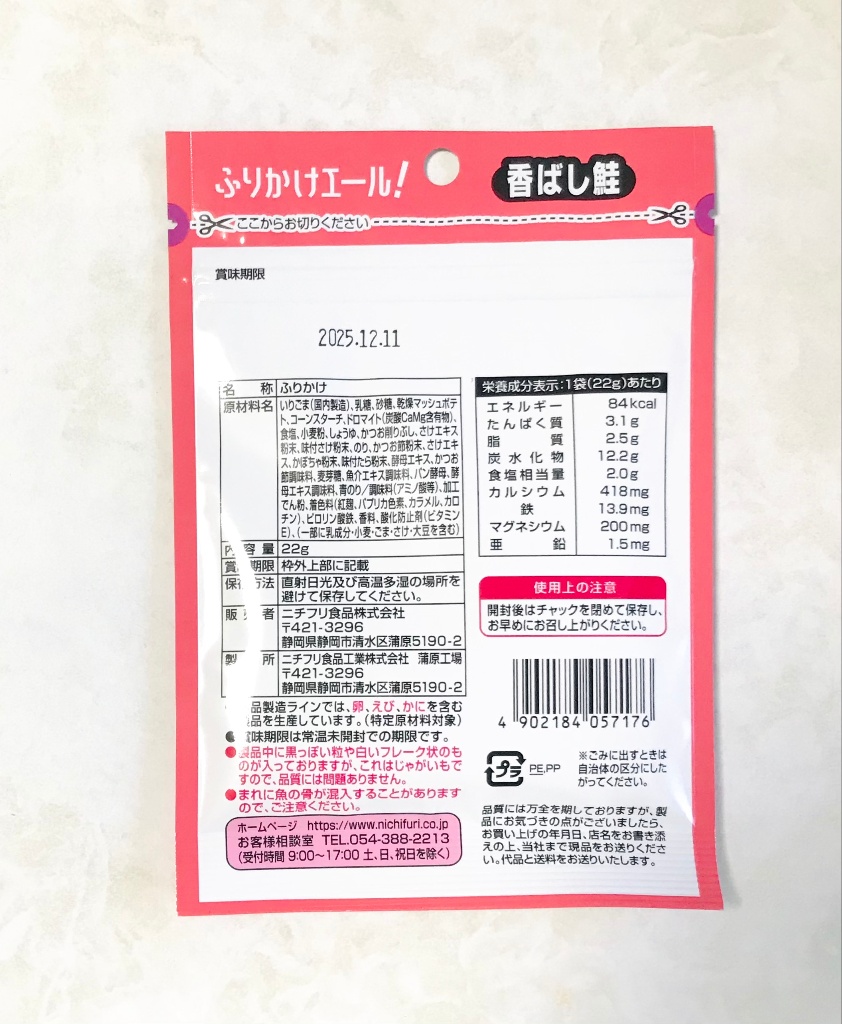 ふりかけエール!
香ばし鮭
ここからお切りください
賞味期限
2025.12.11
名 称 ふりかけ
原材料名 いりごま(国内製造)、乳糖、砂糖、乾燥マッシュポテ
ト、コーンスターチ、ドロマイト(炭酸CaMg含有物)、
食塩、小麦粉、しょうゆ、かつお削りぶし、さけエキス
粉末、味付さけ粉末、のり、かつお節粉末、さけエキ
ス、かぼちゃ粉末、味付たら粉末、酵母エキス、かつお
節調味料、麦芽糖、魚介エキス調味料、パン酵母、酵
母エキス調味料、青のり/調味料(アミノ酸等)、加工
でん粉、着色料(紅麹、パプリカ色素、カラメル、カロ
チン)、ピロリン酸鉄、香料、酸化防止剤(ビタミン
E)、(一部に乳成分・小麦・ごま・さけ・大豆を含む)
内容量 22g
賞味期限 枠外上部に記載
保存方法 直射日光及び高温多湿の場所を
避けて保存してください。
販売者 ニチフリ食品株式会社
〒421-3296
静岡県静岡市清水区蒲原5190-2
製 所 ニチフリ食品工業株式会社 蒲原工場
〒421-3296
静岡県静岡市清水区蒲原5190-2
品製造ラインでは、卵、えび、かにを含む
品を生産しています。(特定原材料対象)
●賞味期限は常温未開封での期限です。
●製品中に黒っぽい粒や白いフレーク状のも
のが入っておりますが、これはじゃがいもで
すので、品質には問題ありません。
●まれに魚の骨が混入することがあります
ので、ご注意ください。
ホームページ https://www.nichifuri.co.jp
お客様相談室 TEL.054-388-2213
(受付時間 9:00〜17:00 土、日、祝日を除く)
栄養成分表示:1袋(22g)あたり
エネルギー 84kcal
たんぱく質 3.1g
脂質 2.5g
炭水化物 12.2g
食塩相当量 2.0g
カルシウム 418mg
鉄 13.9mg
マグネシウム 200mg
亜鉛 1.5mg
使用上の注意
開封後はチャックを閉めて保存し、
お早めにお召し上がりください。
4 902184 057176
プラ PE,PP
※ごみに出すときは
自治体の区分にした
がってください。
品質には万全を期しておりますが、製
品にお気づきの点がございましたら、
お買い上げの年月日、店名をお書き添
えの上、当社まで現品をお送りくださ
い。代品と送料をお送りいたします。